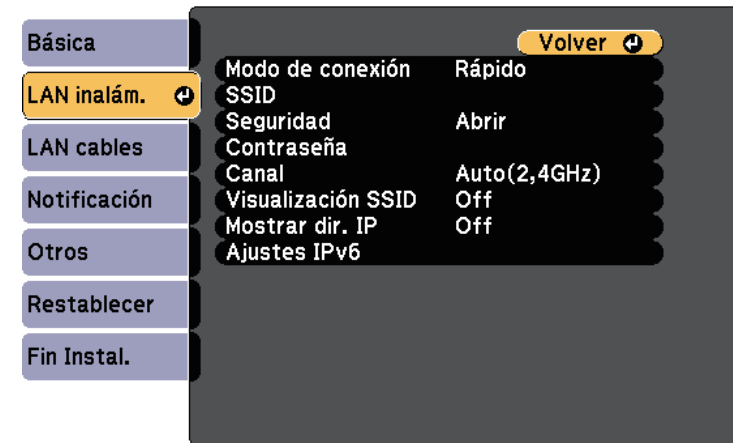 Básica
LAN inalám.
LAN cables
Notificación
Otros
Restablecer
Fin Instal.
Volver
Modo de conexión Rápido
SSID
Seguridad Abrir
Contraseña
Canal Auto(2,4GHz)
Visualización SSID Off
Mostrar dir. IP Off
Ajustes IPv6